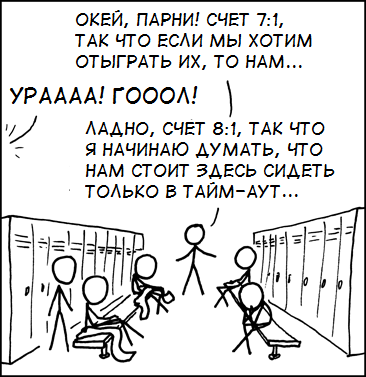 ОКЕЙ, ПАРНИ! СЧЕТ 7:1,
ТАК ЧТО ЕСЛИ МЫ ХОТИМ
ОТЫГРАТЬ ИХ, ТО НАМ...
УРАААА! ГОООЛ!
ЛАДНО, СЧЕТ 8:1, ТАК ЧТО
Я НАЧИНАЮ ДУМАТЬ, ЧТО
НАМ СТОИТ ЗДЕСЬ СИДЕТЬ
ТОЛЬКО В ТАЙМ-АУТ...